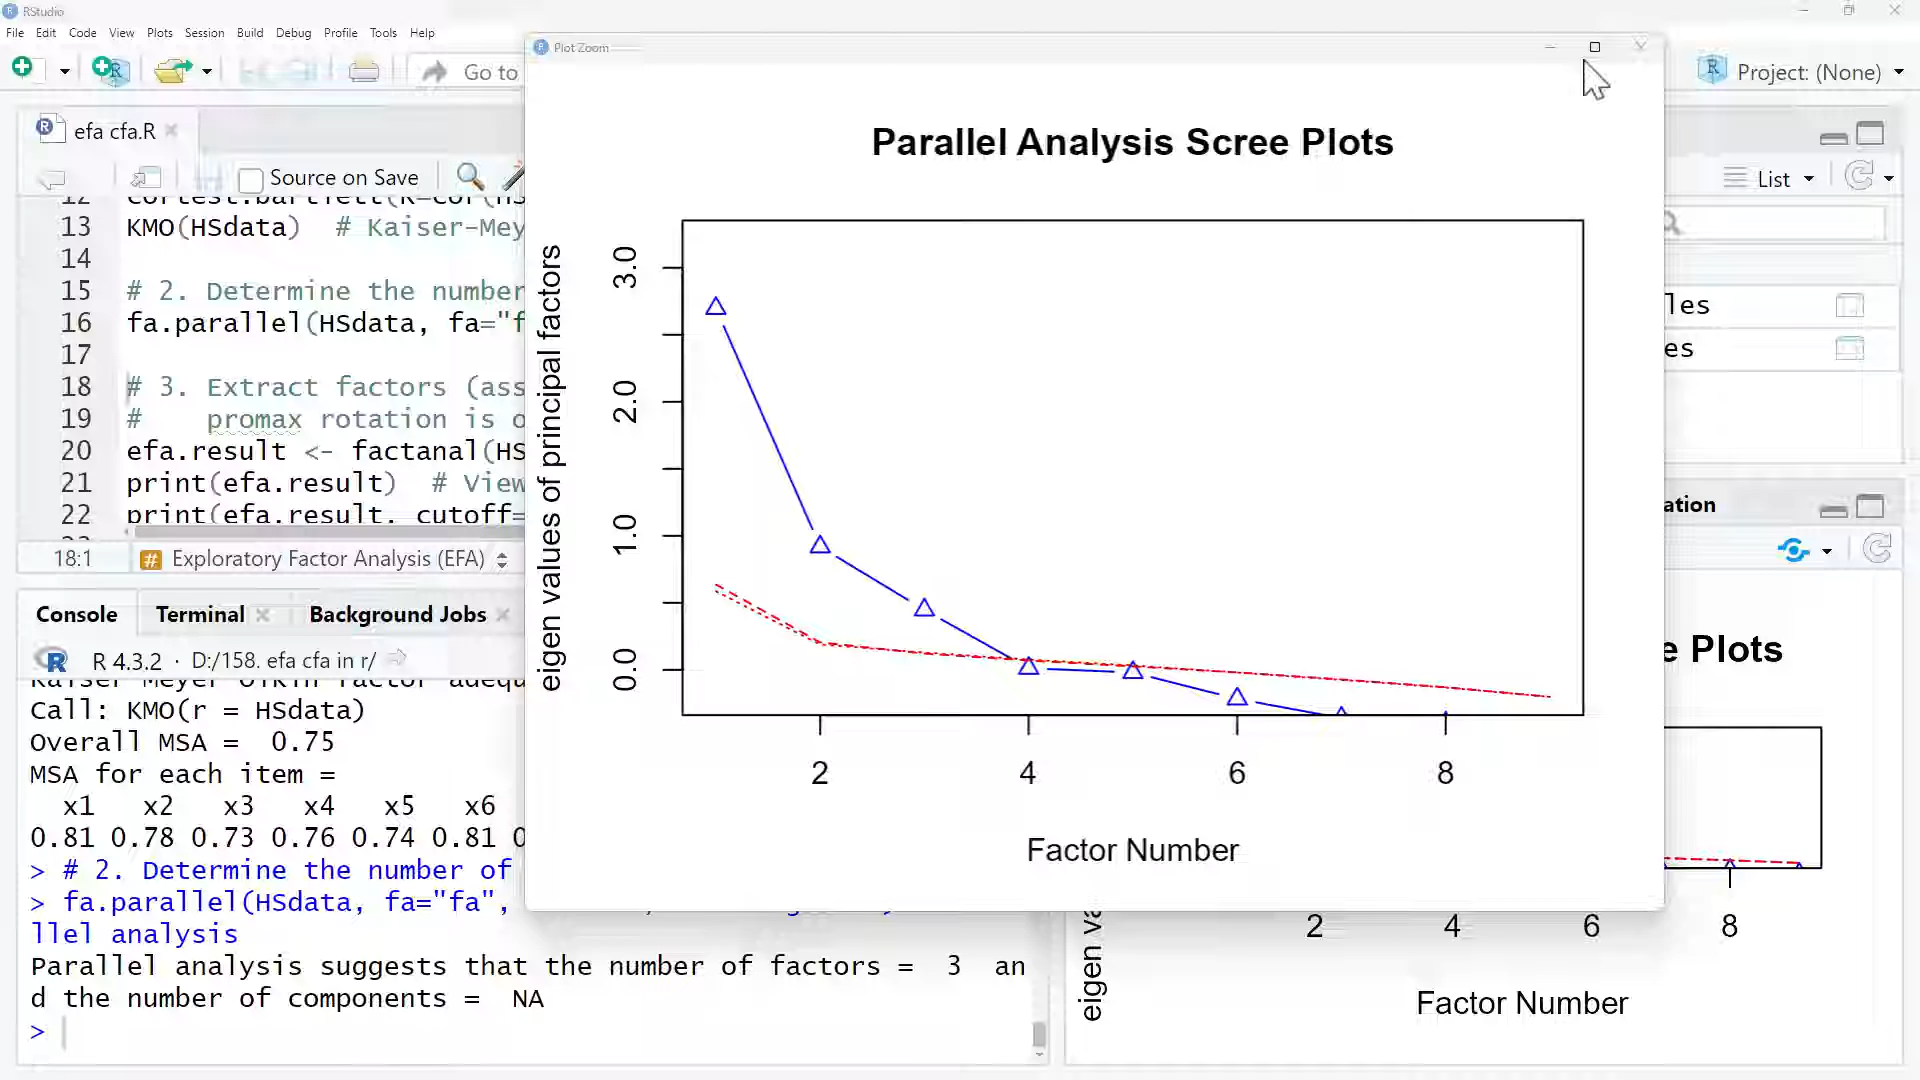 RStudio
File Edit Code View Plots Session Build Debug Profile Tools Help
Go to
Project: (None)
efa cfa.R
Source on Save
13 KMO(HSdata)  # Kaiser-Mey
14
15 # 2. Determine the number
16 fa.parallel(HSdata, fa="f
17
18 # 3. Extract factors (ass
19 #    promax rotation is o
20 efa.result <- factanal(HS
21 print(efa.result)  # View
22 print(efa.result, cutoff=
18:1 Exploratory Factor Analysis (EFA)
Console Terminal Background Jobs
R 4.3.2 · D:/158. efa cfa in r/
Call: KMO(r = HSdata)
Overall MSA =  0.75
MSA for each item =
x1 x2 x3 x4 x5 x6
0.81 0.78 0.73 0.76 0.74 0.81 0
> # 2. Determine the number of
> fa.parallel(HSdata, fa="fa",
llel analysis
Parallel analysis suggests that the number of factors =  3  an
d the number of components =  NA
>
Plot Zoom
Parallel Analysis Scree Plots
eigen values of principal factors
3.0
2.0
1.0
0.0
2 4 6 8
Factor Number
List
les
es
ation
e Plots
eigen va
2 4 6 8
Factor Number